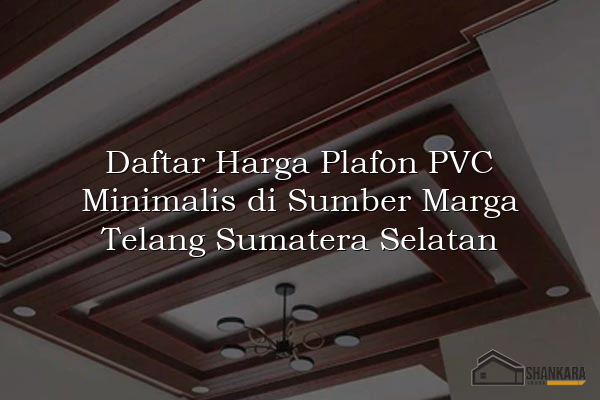 Daftar Harga Plafon PVC
Minimalis di Sumber Marga
Telang Sumatera Selatan
SHANKARA